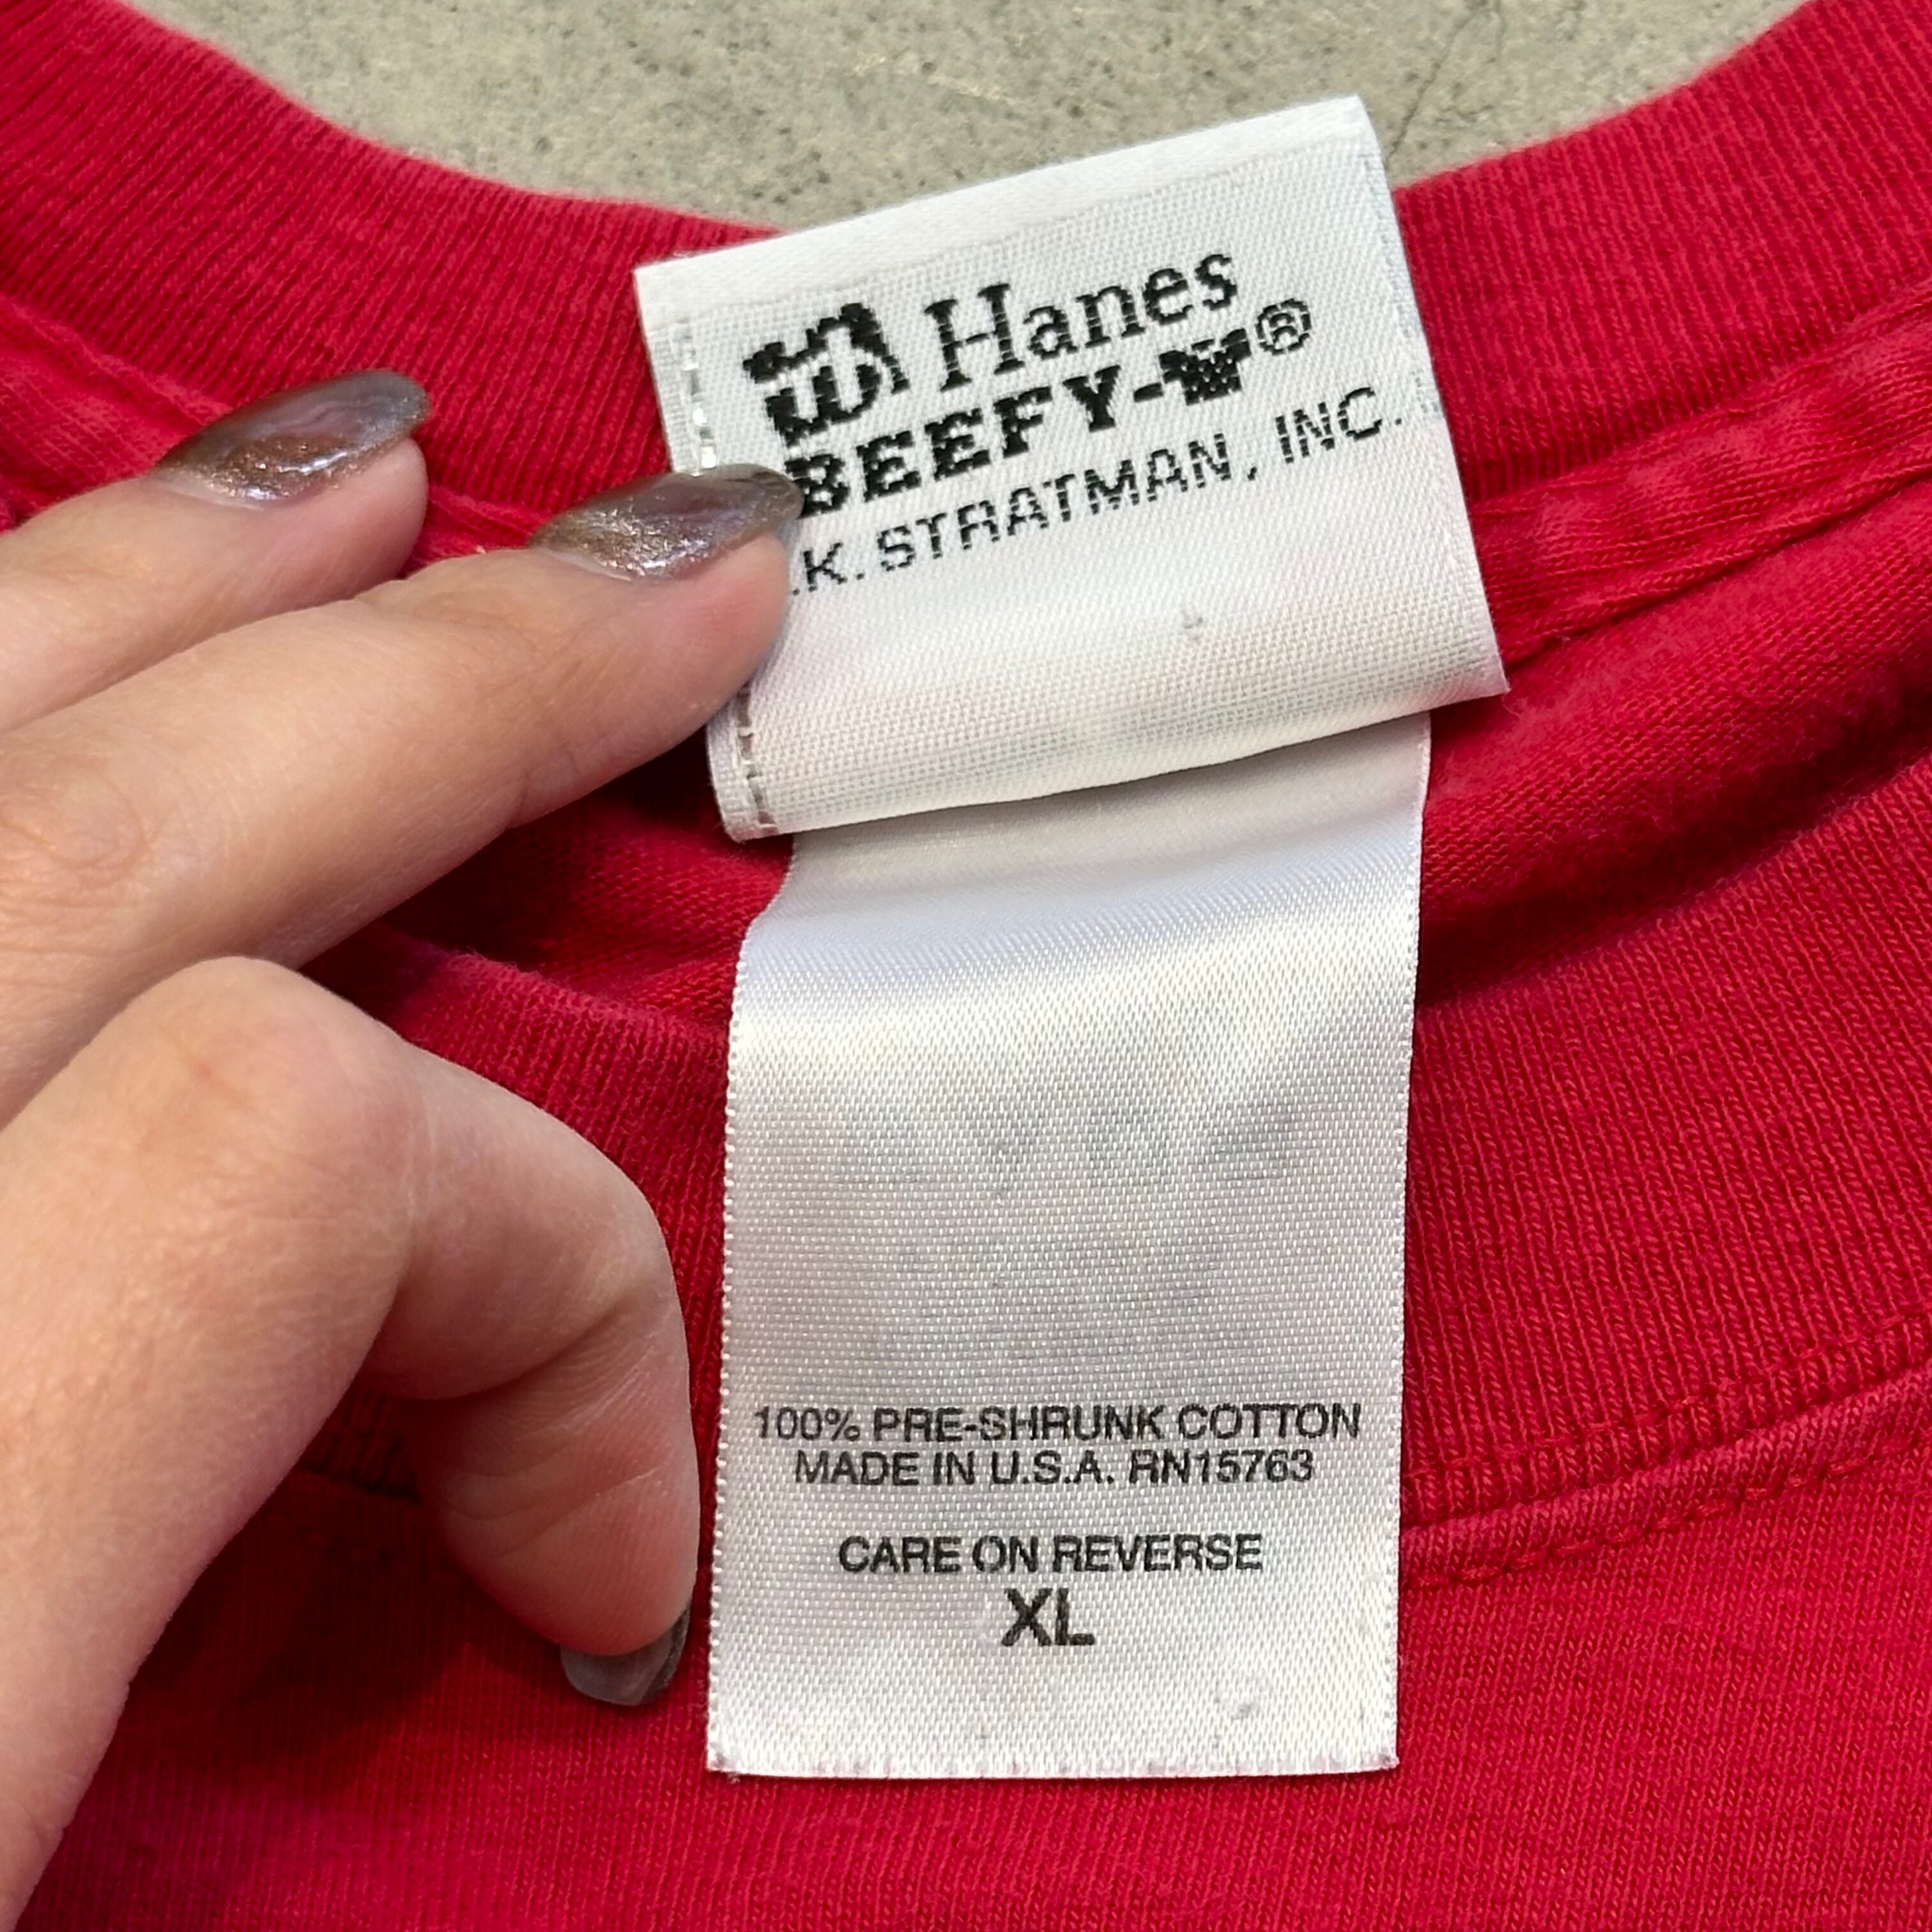 Hanes
BEEFY-T®
.K. STRATMAN, INC.
100% PRE-SHRUNK COTTON
MADE IN U.S.A. RN15763
CARE ON REVERSE
XL